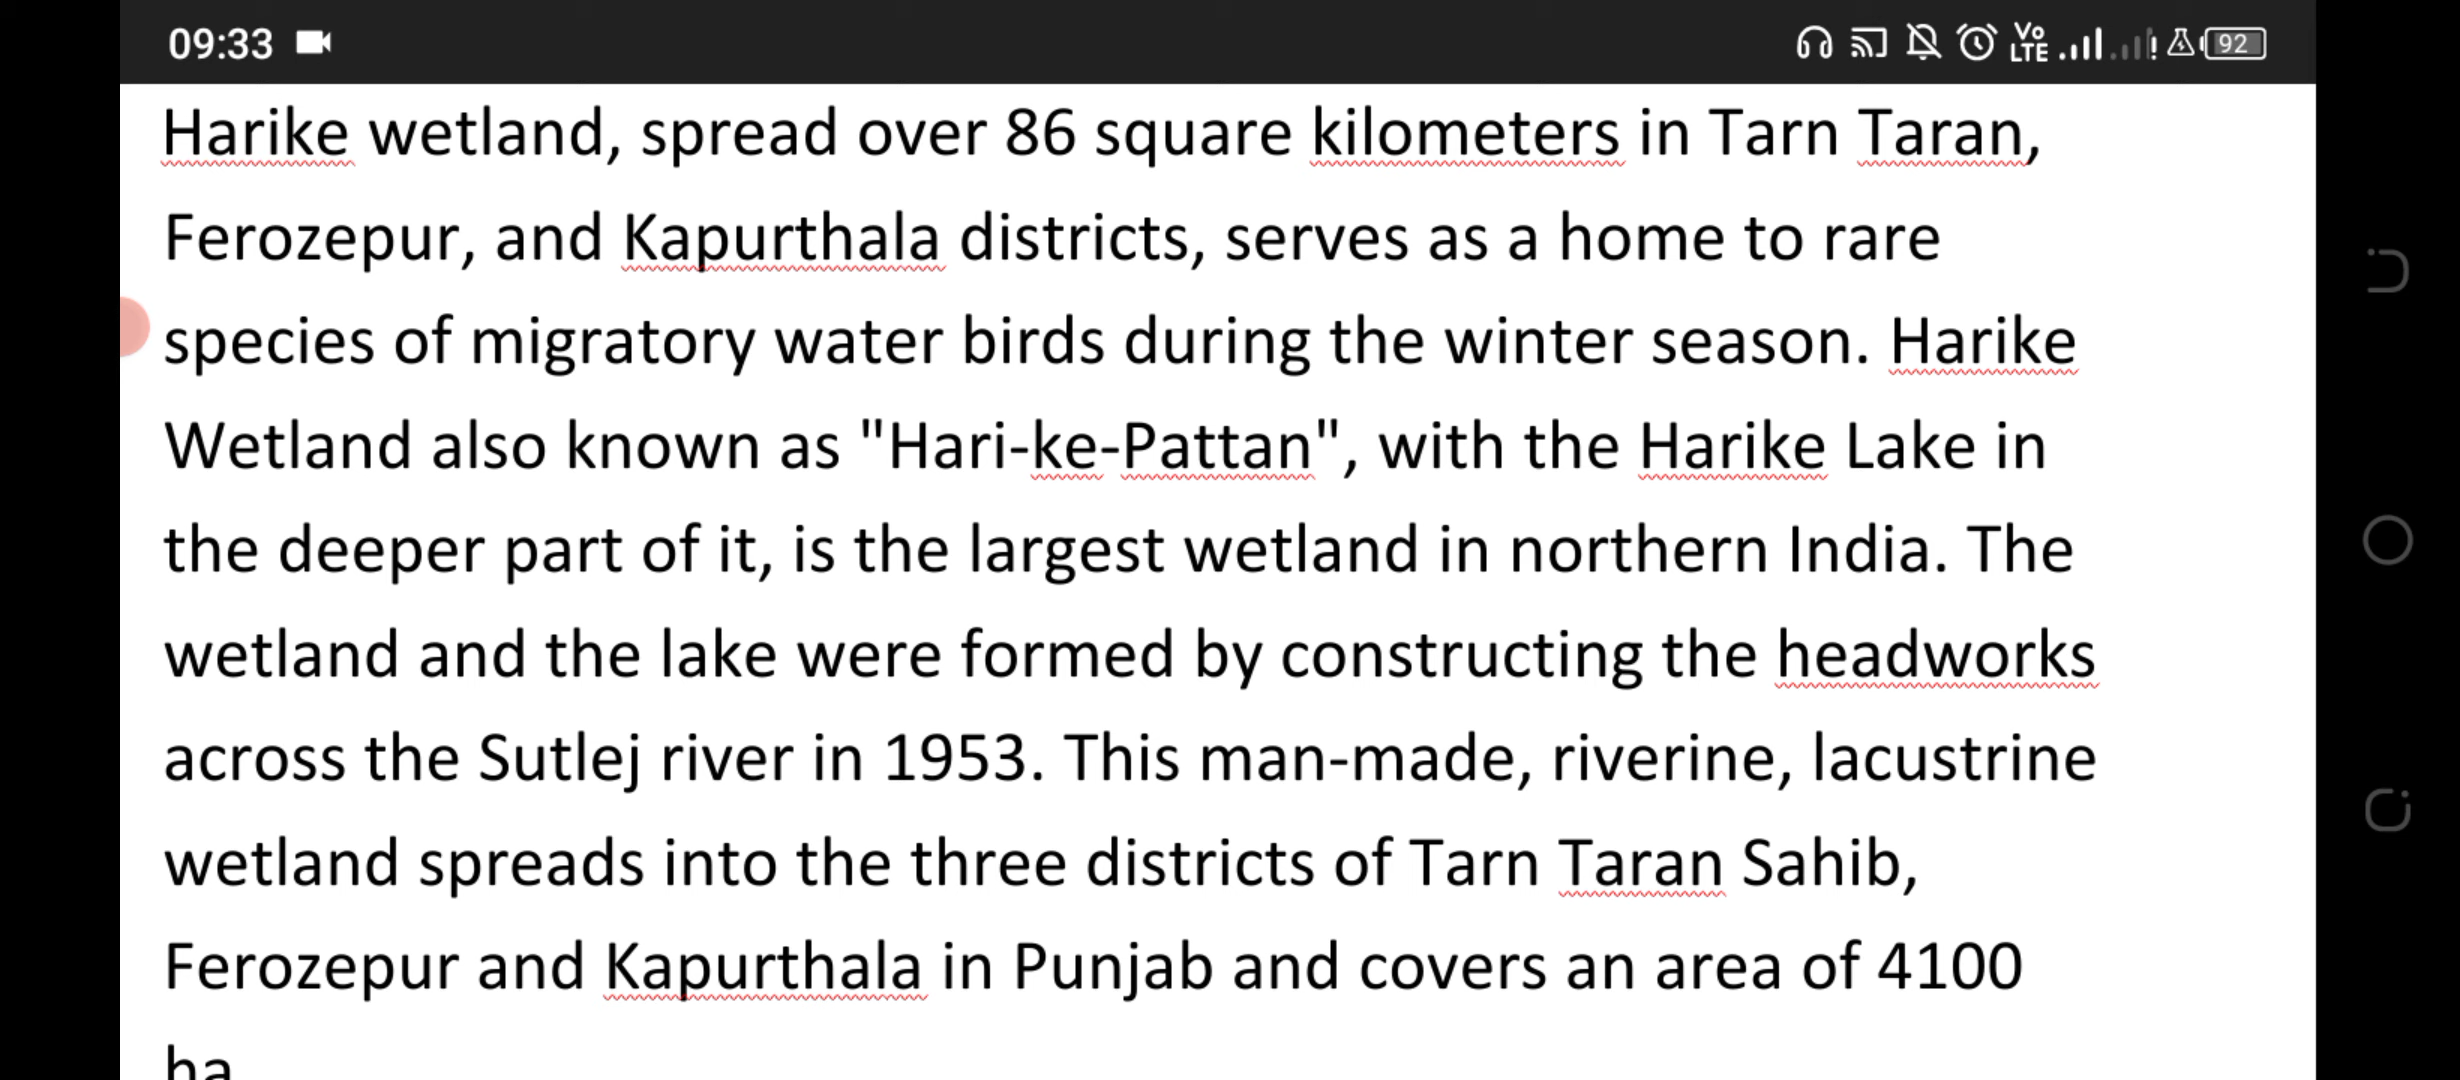 09:33 Vo LTE 92
Harike wetland, spread over 86 square kilometers in Tarn Taran,
Ferozepur, and Kapurthala districts, serves as a home to rare
species of migratory water birds during the winter season. Harike
Wetland also known as "Hari-ke-Pattan", with the Harike Lake in
the deeper part of it, is the largest wetland in northern India. The
wetland and the lake were formed by constructing the headworks
across the Sutlej river in 1953. This man-made, riverine, lacustrine
wetland spreads into the three districts of Tarn Taran Sahib,
Ferozepur and Kapurthala in Punjab and covers an area of 4100
ha